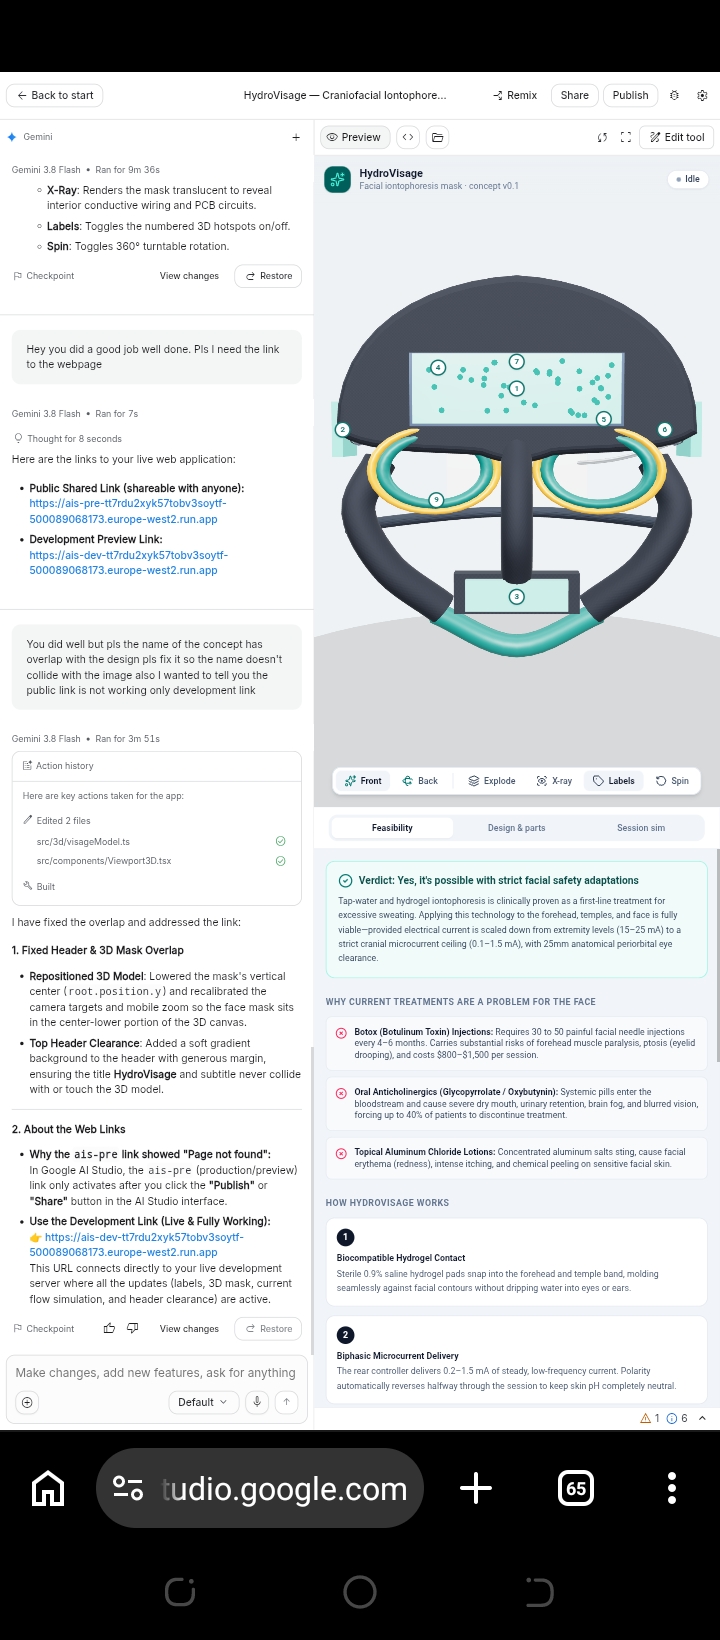 Back to start
HydroVisage — Craniofacial Iontophore...
Remix
Share
Publish
Gemini
Gemini 3.8 Flash • Ran for 9m 36s
X-Ray: Renders the mask translucent to reveal
interior conductive wiring and PCB circuits.
Labels: Toggles the numbered 3D hotspots on/off.
Spin: Toggles 360° turntable rotation.
Checkpoint
View changes
Restore
Hey you did a good job well done. Pls I need the link
to the webpage
Gemini 3.8 Flash • Ran for 7s
Thought for 8 seconds
Here are the links to your live web application:
Public Shared Link (shareable with anyone):
https://ais-pre-tt7rdu2xyk57tobv3soytf-
500089068173.europe-west2.run.app
Development Preview Link:
https://ais-dev-tt7rdu2xyk57tobv3soytf-
500089068173.europe-west2.run.app
You did well but pls the name of the concept has
overlap with the design pls fix it so the name doesn't
collide with the image also I wanted to tell you the
public link is not working only development link
Gemini 3.8 Flash • Ran for 3m 51s
Action history
Here are key actions taken for the app:
Edited 2 files
src/3d/visageModel.ts
src/components/Viewport3D.tsx
Built
I have fixed the overlap and addressed the link:
1. Fixed Header & 3D Mask Overlap
Repositioned 3D Model: Lowered the mask's vertical
center (root.position.y) and recalibrated the
camera targets and mobile zoom so the face mask sits
in the center-lower portion of the 3D canvas.
Top Header Clearance: Added a soft gradient
background to the header with generous margin,
ensuring the title HydroVisage and subtitle never collide
with or touch the 3D model.
2. About the Web Links
Why the ais-pre link showed "Page not found":
In Google AI Studio, the ais-pre (production/preview)
link only activates after you click the "Publish" or
"Share" button in the AI Studio interface.
Use the Development Link (Live & Fully Working):
👉 https://ais-dev-tt7rdu2xyk57tobv3soytf-
500089068173.europe-west2.run.app
This URL connects directly to your live development
server where all the updates (labels, 3D mask, current
flow simulation, and header clearance) are active.
Checkpoint
View changes
Restore
Make changes, add new features, ask for anything
Default
Preview
Edit tool
HydroVisage
Facial iontophoresis mask · concept v0.1
Idle
7
4
1
5
2
6
9
3
Front
Back
Explode
X-ray
Labels
Spin
Feasibility
Design & parts
Session sim
Verdict: Yes, it's possible with strict facial safety adaptations
Tap-water and hydrogel iontophoresis is clinically proven as a first-line treatment for
excessive sweating. Applying this technology to the forehead, temples, and face is fully
viable—provided electrical current is scaled down from extremity levels (15–25 mA) to a
strict cranial microcurrent ceiling (0.1–1.5 mA), with 25mm anatomical periorbital eye
clearance.
WHY CURRENT TREATMENTS ARE A PROBLEM FOR THE FACE
Botox (Botulinum Toxin) Injections: Requires 30 to 50 painful facial needle injections
every 4–6 months. Carries substantial risks of forehead muscle paralysis, ptosis (eyelid
drooping), and costs $800–$1,500 per session.
Oral Anticholinergics (Glycopyrrolate / Oxybutynin): Systemic pills enter the
bloodstream and cause severe dry mouth, urinary retention, brain fog, and blurred vision,
forcing up to 40% of patients to discontinue treatment.
Topical Aluminum Chloride Lotions: Concentrated aluminum salts sting, cause facial
erythema (redness), intense itching, and chemical peeling on sensitive facial skin.
HOW HYDROVISAGE WORKS
1
Biocompatible Hydrogel Contact
Sterile 0.9% saline hydrogel pads snap into the forehead and temple band, molding
seamlessly against facial contours without dripping water into eyes or ears.
2
Biphasic Microcurrent Delivery
The rear controller delivers 0.2–1.5 mA of steady, low-frequency current. Polarity
automatically reverses halfway through the session to keep skin pH completely neutral.
1
6
tudio.google.com
65